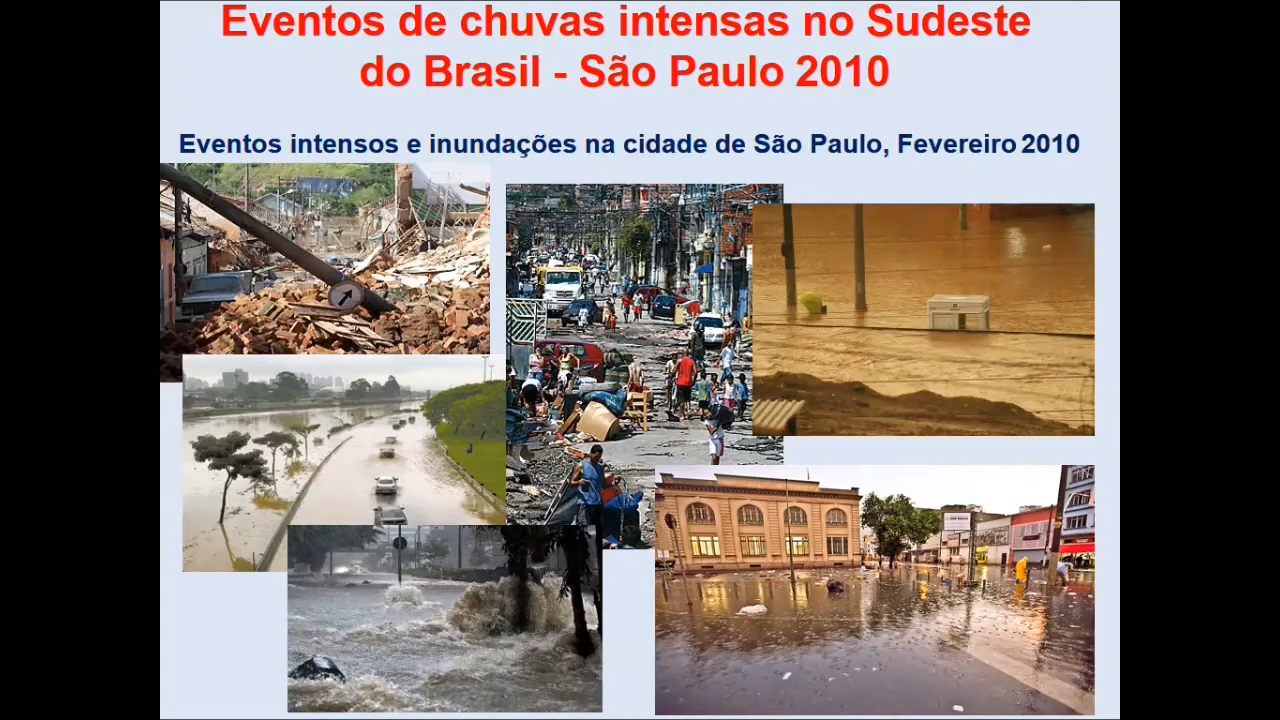 Eventos de chuvas intensas no Sudeste
do Brasil - São Paulo 2010
Eventos intensos e inundações na cidade de São Paulo, Fevereiro 2010